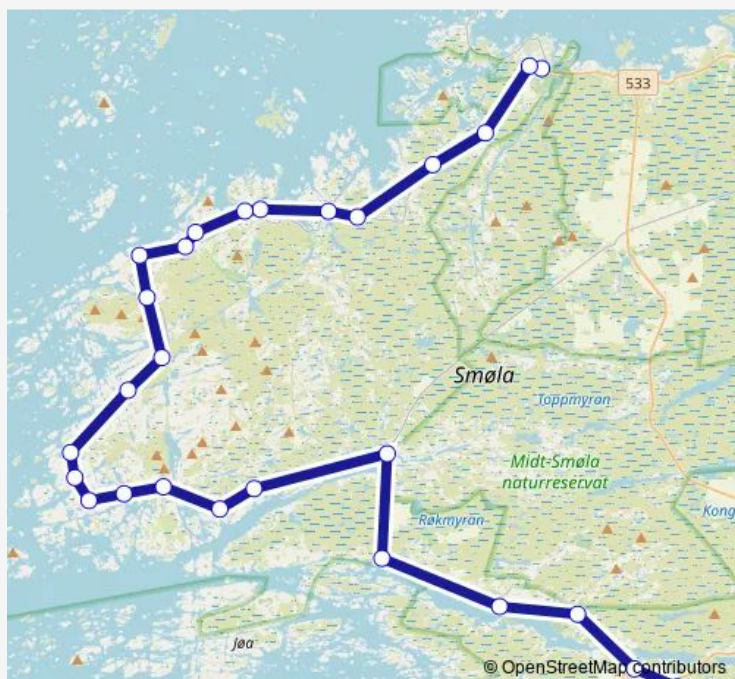 533
Smøla
Toppmyran
Midt-Smøla
naturreservat
Kong
Røkmyran
Jøa
© OpenStreetMap contributors